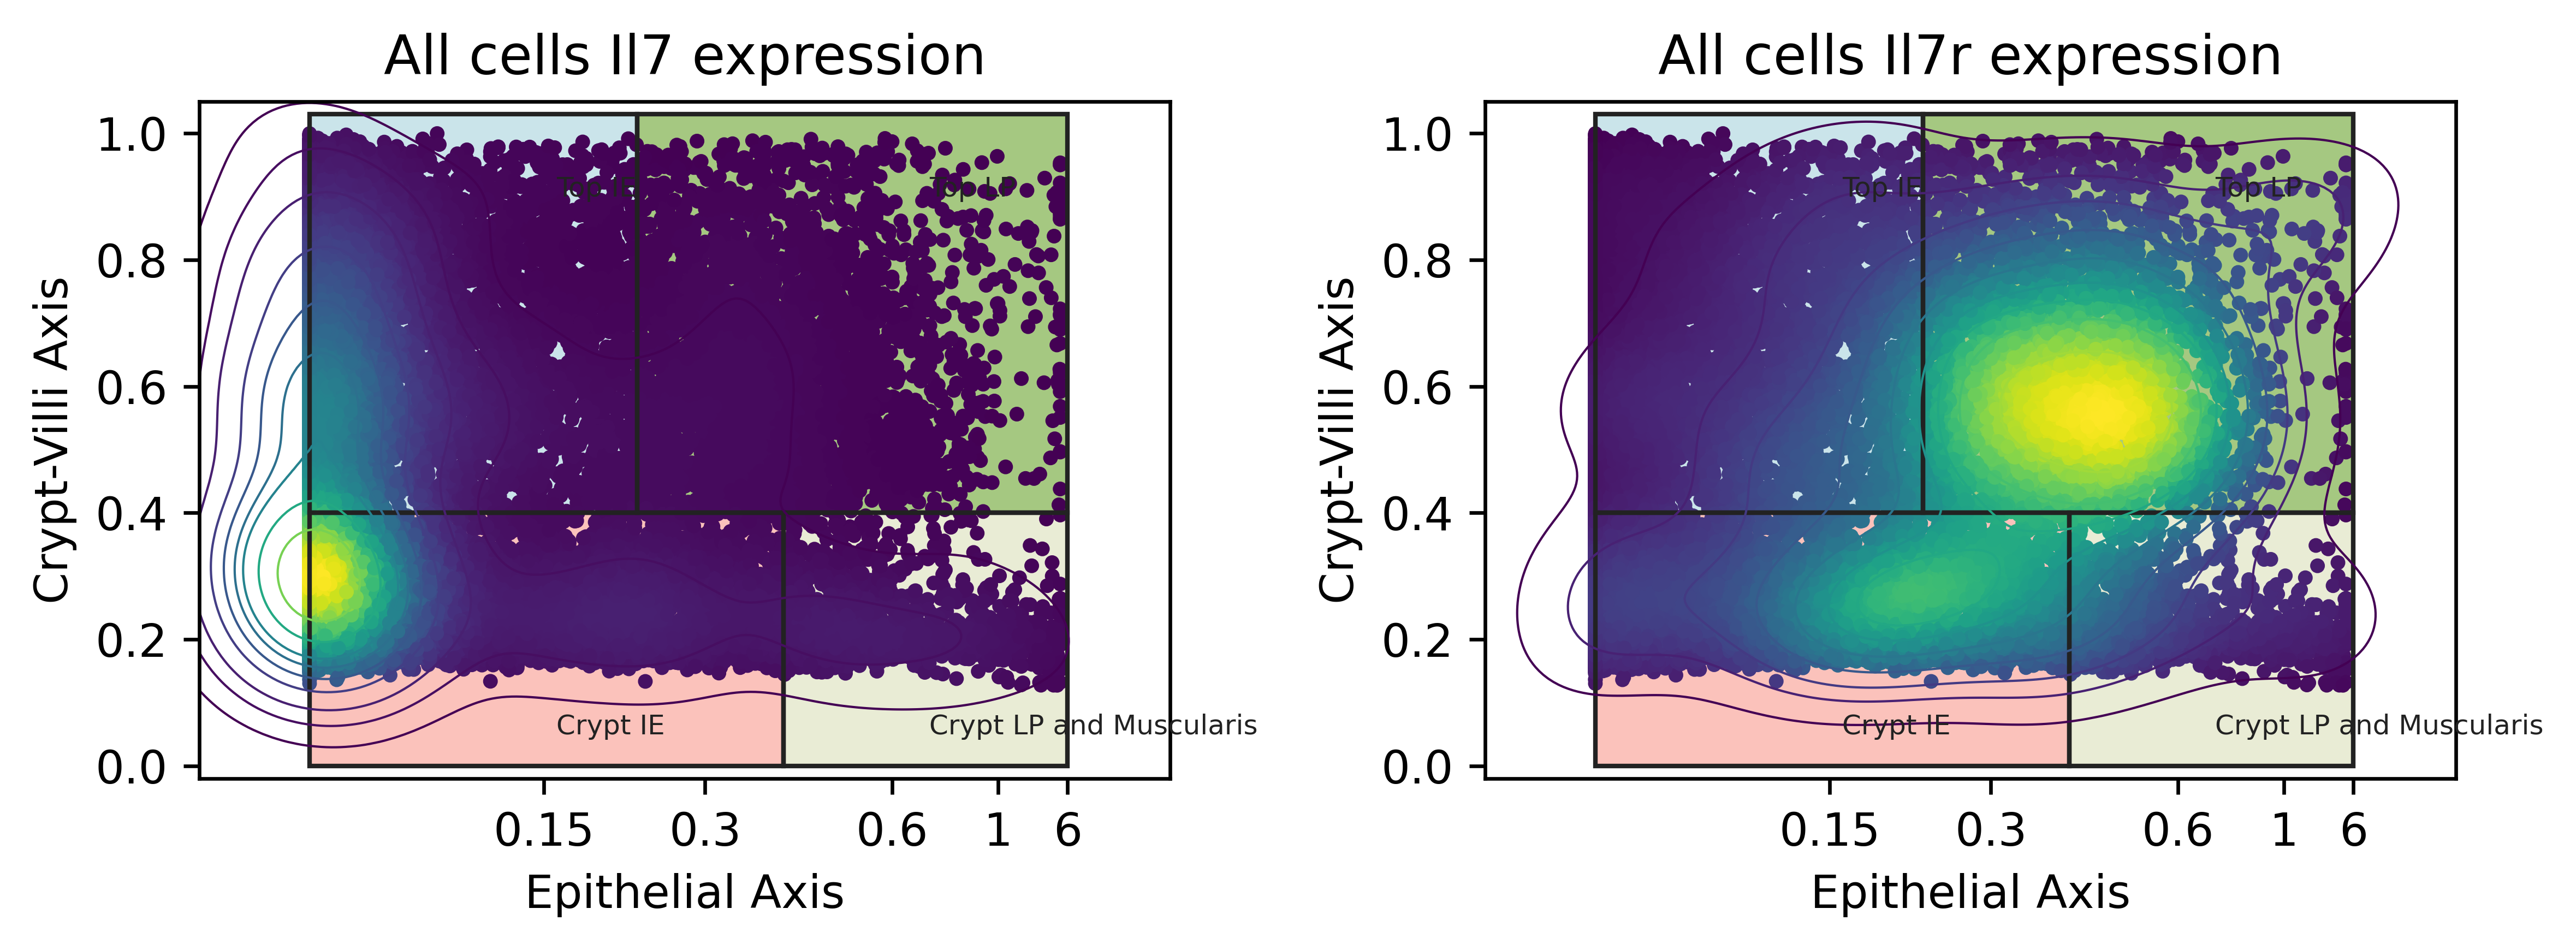 All cells Il7 expression
Crypt-Villi Axis
1.0
0.8
0.6
0.4
0.2
0.0
Top IE
Top LP
Crypt IE
Crypt LP and Muscularis
0.15 0.3 0.6 1 6
Epithelial Axis
All cells Il7r expression
Crypt-Villi Axis
1.0
0.8
0.6
0.4
0.2
0.0
Top IE
Top LP
Crypt IE
Crypt LP and Muscularis
0.15 0.3 0.6 1 6
Epithelial Axis